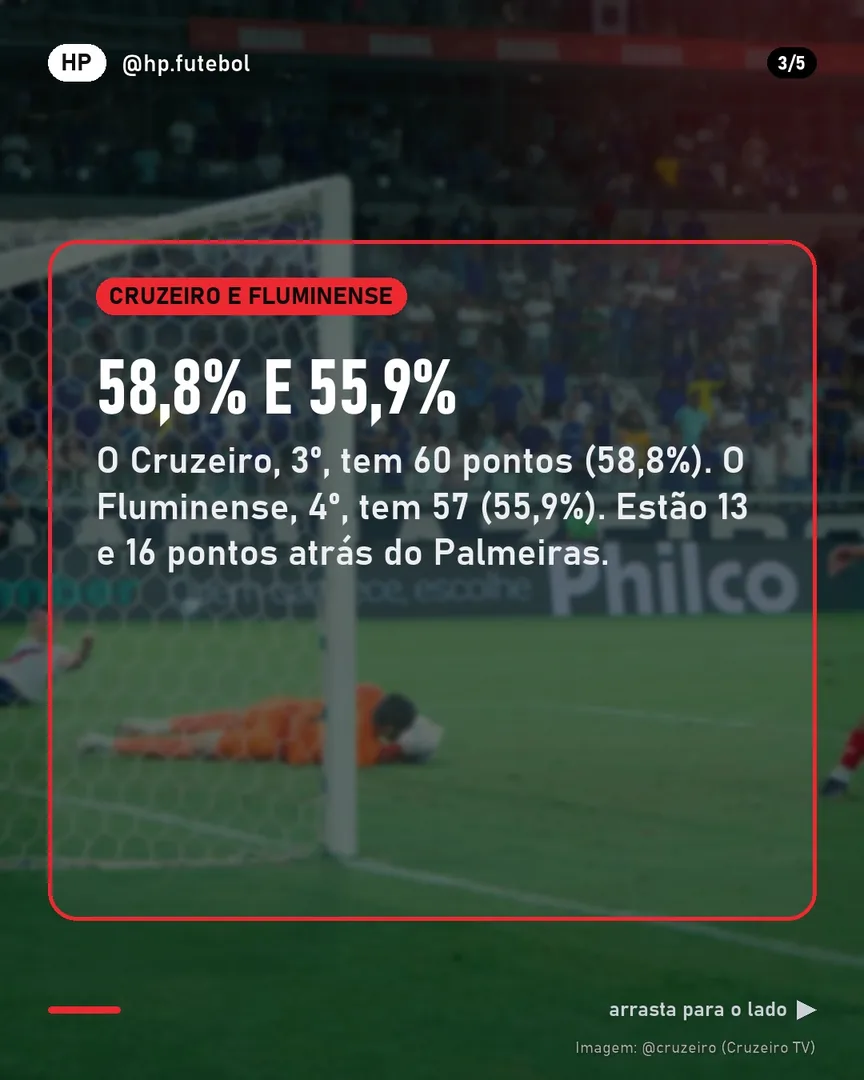 HP @hp.futebol
3/5
CRUZEIRO E FLUMINENSE
58,8% E 55,9%
O Cruzeiro, 3º, tem 60 pontos (58,8%). O
Fluminense, 4º, tem 57 (55,9%). Estão 13
e 16 pontos atrás do Palmeiras.
escolhe
Philco
arrasta para o lado ▶
Imagem: @cruzeiro (Cruzeiro TV)